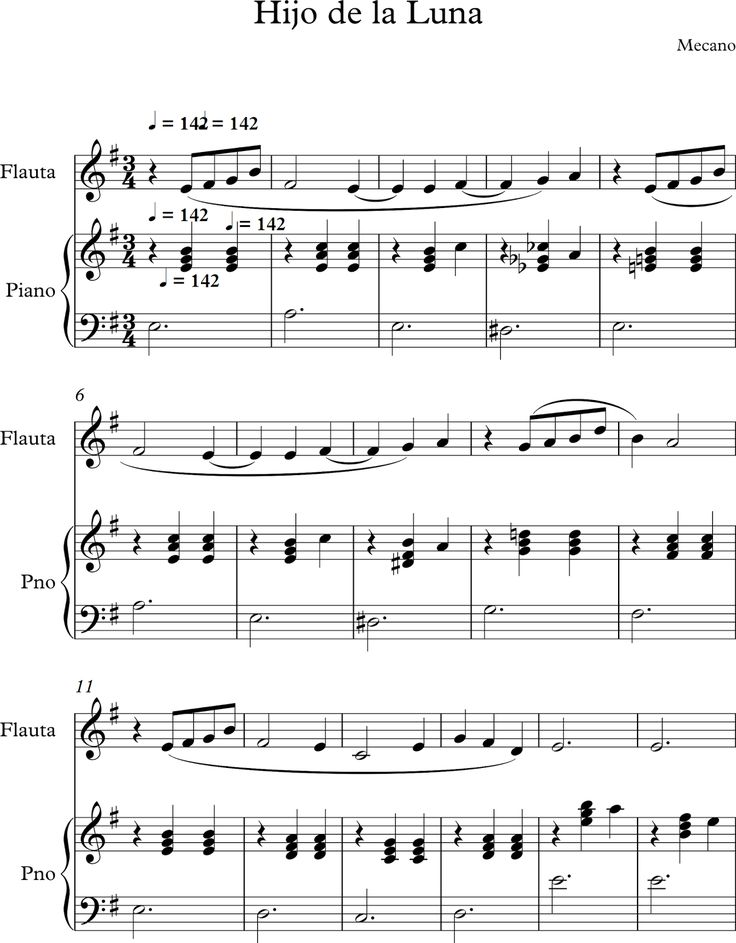 Hijo de la Luna
Mecano
♩ = 142 ♩ = 142
Flauta
3
4
♩ = 142
♩ = 142
3
4
♩ = 142
Piano
3
4
6
Flauta
Pno
11
Flauta
Pno